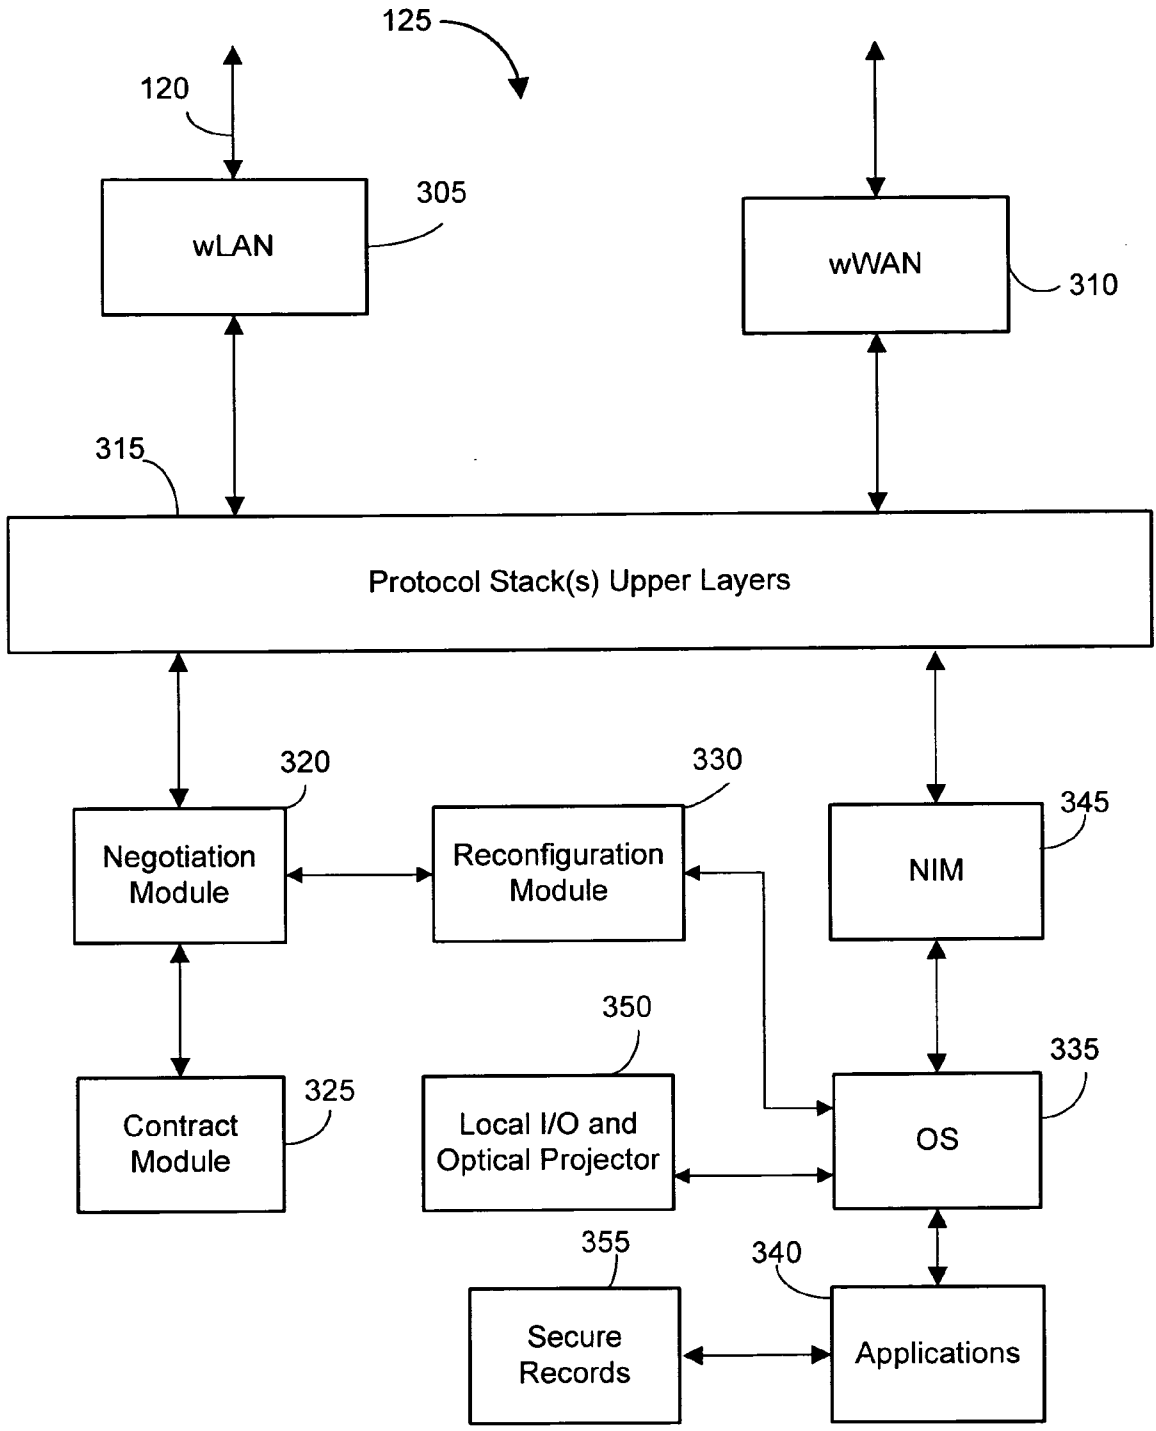 125
120
305
wLAN
wWAN
310
315
Protocol Stack(s) Upper Layers
320
330
345
Negotiation
Module
Reconfiguration
Module
NIM
350
335
325
Contract
Module
Local I/O and
Optical Projector
OS
355
340
Secure
Records
Applications